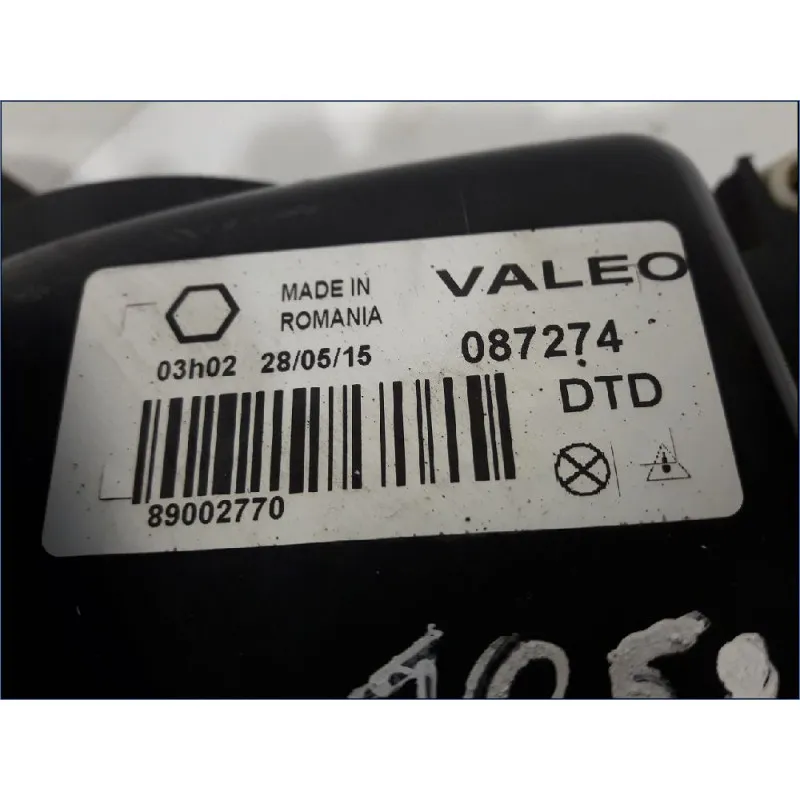 MADE IN
ROMANIA
VALEO
03h02 28/05/15
087274
DTD
89002770